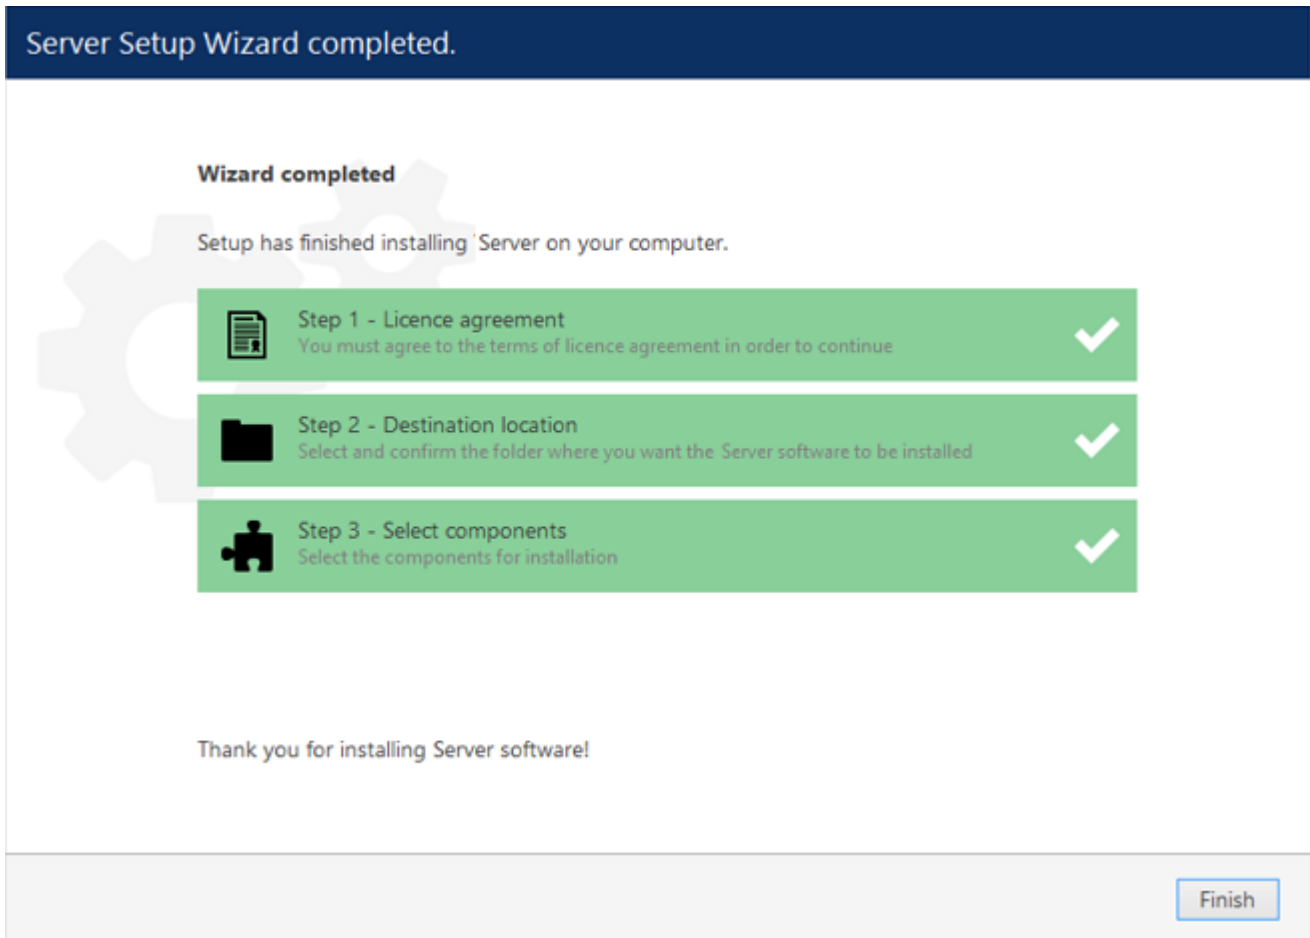 Server Setup Wizard completed.
Wizard completed
Setup has finished installing Server on your computer.
Step 1 - Licence agreement
You must agree to the terms of licence agreement in order to continue
Step 2 - Destination location
Select and confirm the folder where you want the Server software to be installed
Step 3 - Select components
Select the components for installation
Thank you for installing Server software!
Finish